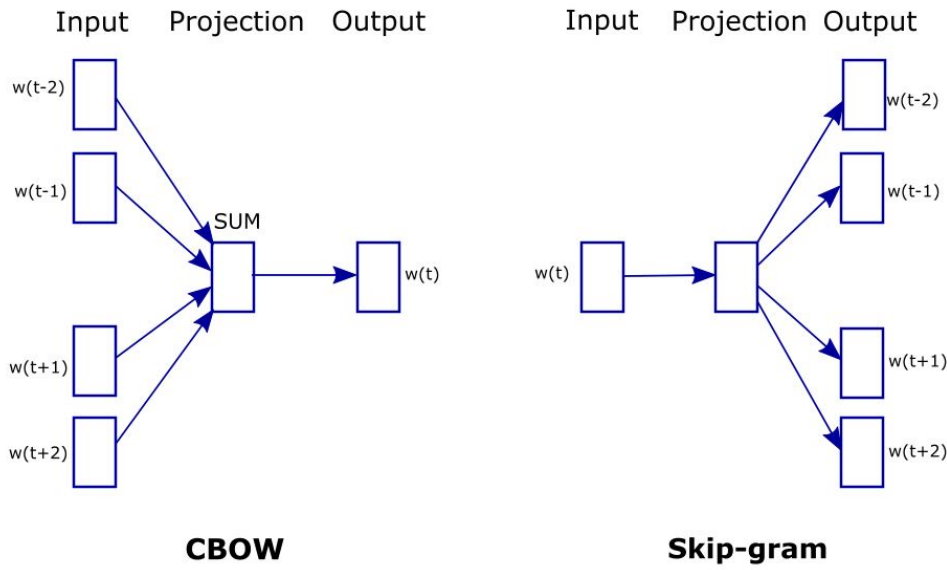 Input Projection Output
w(t-2)
w(t-1)
SUM
w(t)
w(t+1)
w(t+2)
CBOW
Input Projection Output
w(t-2)
w(t-1)
w(t)
w(t+1)
w(t+2)
Skip-gram